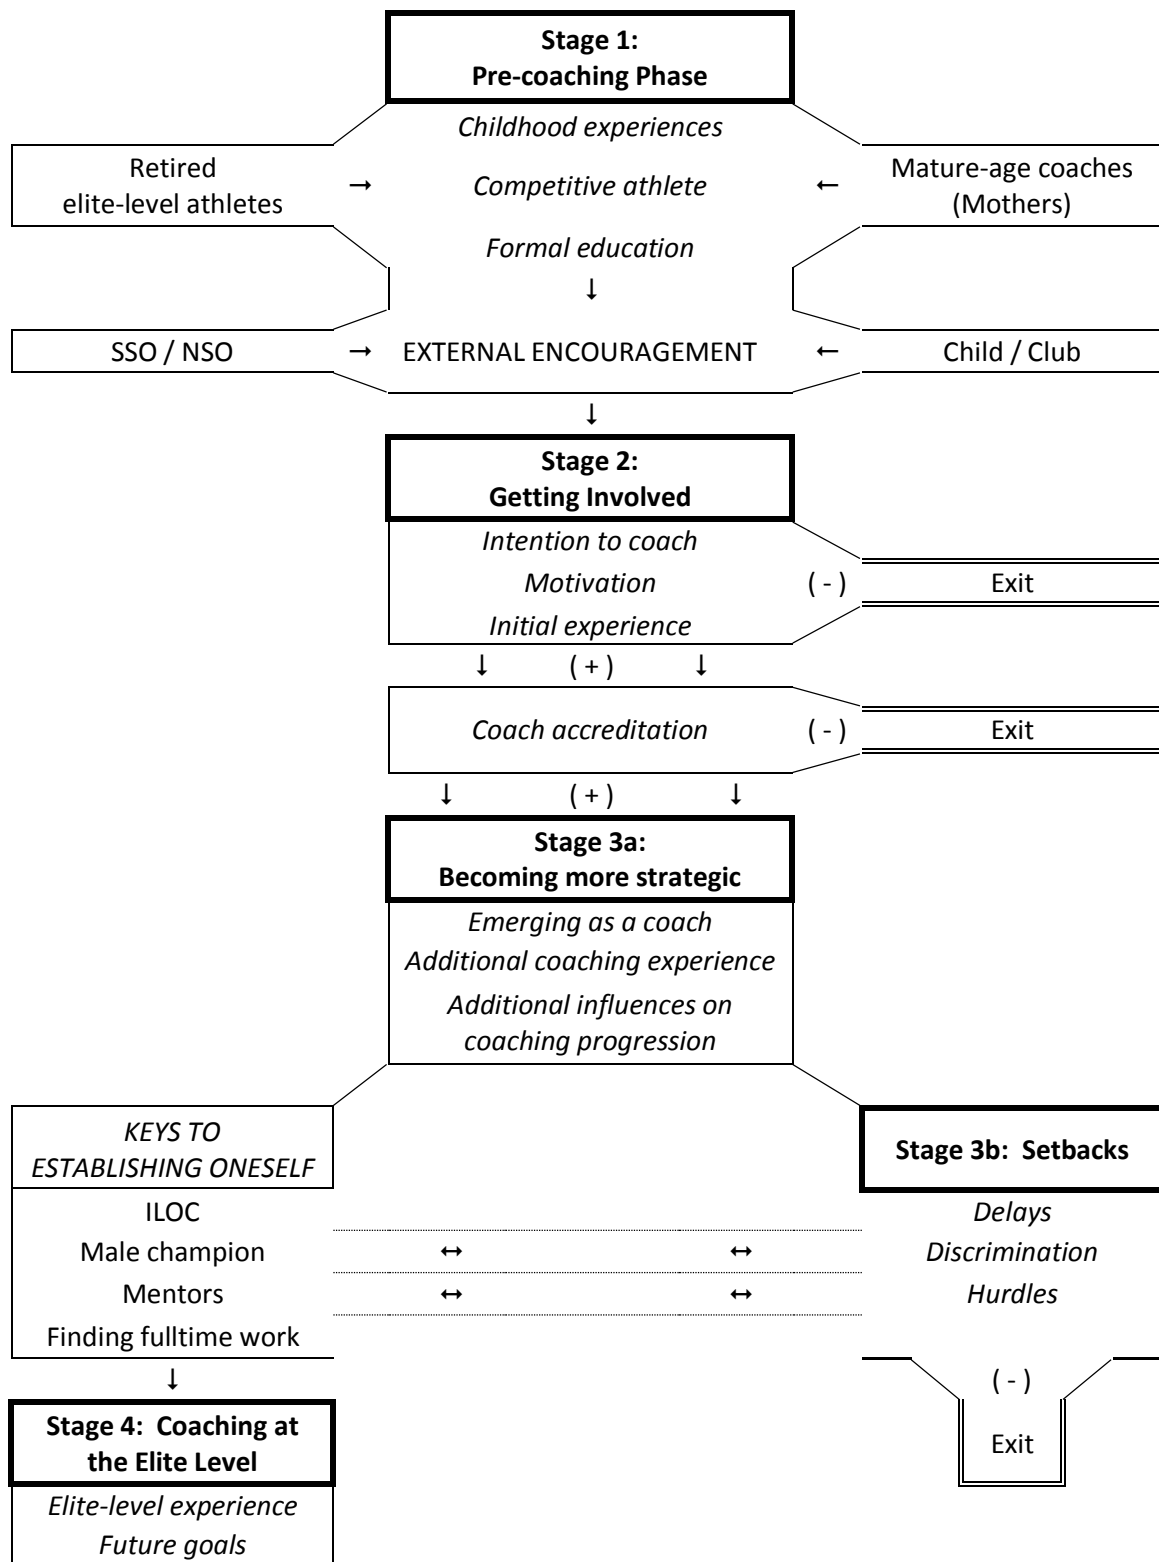 Stage 1:
Pre-coaching Phase
Childhood experiences
Retired
elite-level athletes
→ Competitive athlete ←
Mature-age coaches
(Mothers)
Formal education
↓
SSO / NSO → EXTERNAL ENCOURAGEMENT ← Child / Club
↓
Stage 2:
Getting Involved
Intention to coach
Motivation ( - ) Exit
Initial experience
↓ ( + ) ↓
Coach accreditation ( - ) Exit
↓ ( + ) ↓
Stage 3a:
Becoming more strategic
Emerging as a coach
Additional coaching experience
Additional influences on
coaching progression
KEYS TO
ESTABLISHING ONESELF
Stage 3b: Setbacks
ILOC Delays
Male champion ↔ ↔ Discrimination
Mentors ↔ ↔ Hurdles
Finding fulltime work
↓ ( - )
Stage 4: Coaching at
the Elite Level
Exit
Elite-level experience
Future goals